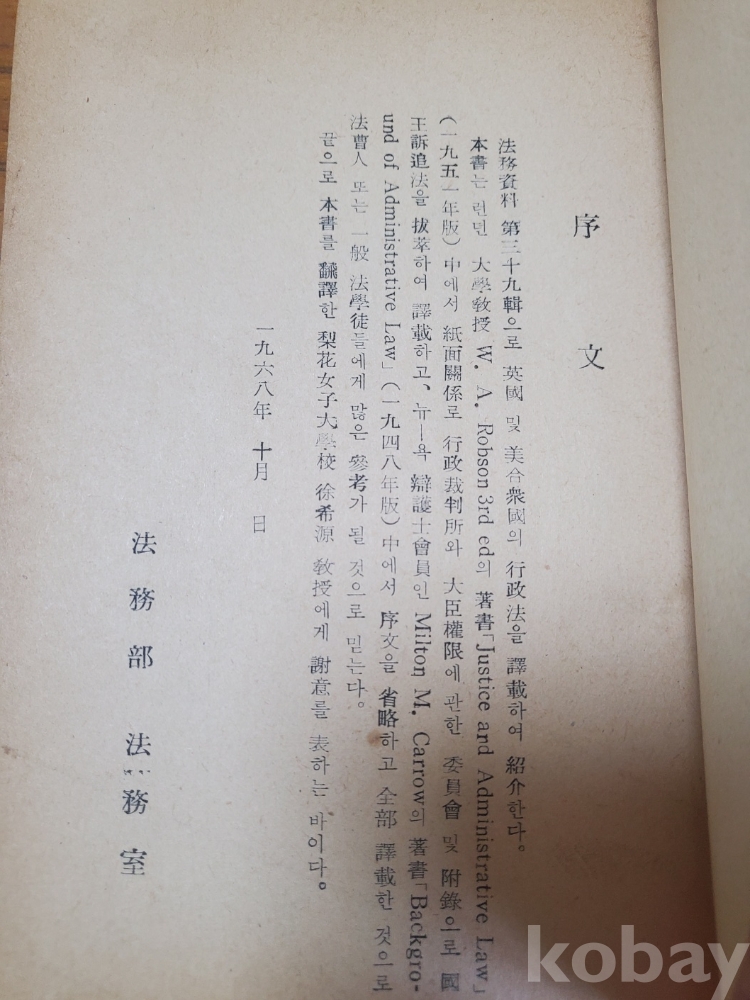 序文
法務資料 第三十九輯으로 英國 및 美合衆國의 行政法을 譯載하여 紹介한다。
本書는 런던 大學敎授 W. A. Robson 3rd ed의 著書「Justice and Administrative Law」
(一九五一年版) 中에서 紙面關係로 行政裁判所와 大臣權限에 관한 委員會 및 附錄이로 國
王訴追法을 拔萃하여 譯載하고、뉴―욕 辯護士會員인 Milton M. Carrow의 著書「Backgro-
und of Administrative Law」(一九四八年版) 中에서 序文을 省略하고 全部 譯載한 것으로
法曹人 또는 一般 法學徒들에게 많은 參考가 될 것으로 믿는다。
끝으로 本書를 飜譯한 梨花女子大學校 徐希源 敎授에게 謝意를 表하는 바이다。
一九六八年 十月 日
法務部 法務室
kobay